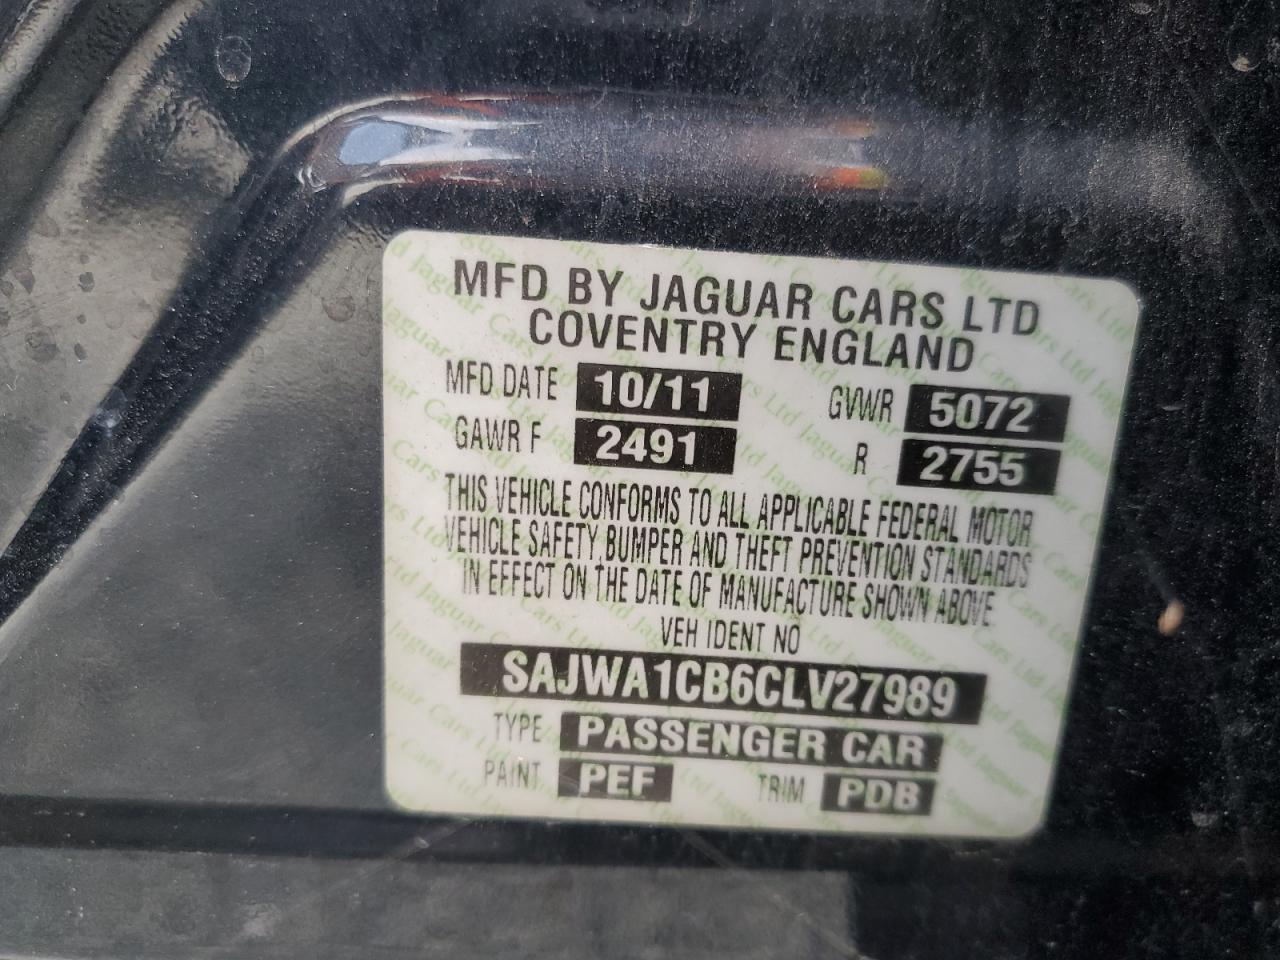 MFD BY JAGUAR CARS LTD
COVENTRY ENGLAND
MFD DATE 10/11 GVWR 5072
GAWR F 2491 R 2755
THIS VEHICLE CONFORMS TO ALL APPLICABLE FEDERAL MOTOR
VEHICLE SAFETY, BUMPER AND THEFT PREVENTION STANDARDS
IN EFFECT ON THE DATE OF MANUFACTURE SHOWN ABOVE
VEH IDENT NO
SAJWA1CB6CLV27989
TYPE PASSENGER CAR
PAINT PEF TRIM PDB